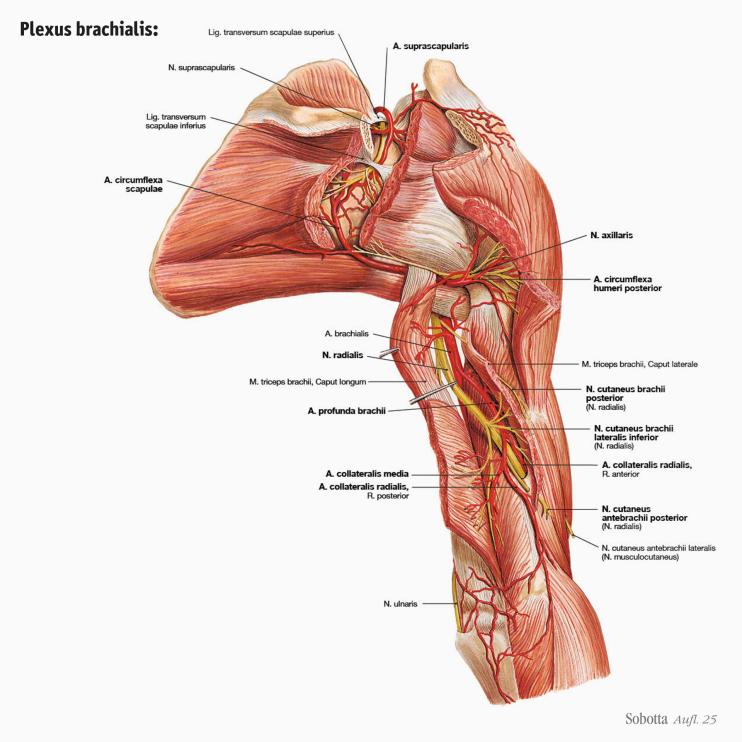 Plexus brachialis:
Lig. transversum scapulae superius
A. suprascapularis
N. suprascapularis
Lig. transversum
scapulae inferius
A. circumflexa
scapulae
N. axillaris
A. circumflexa
humeri posterior
A. brachialis
N. radialis
M. triceps brachii, Caput laterale
M. triceps brachii, Caput longum
N. cutaneus brachii
posterior
(N. radialis)
A. profunda brachii
N. cutaneus brachii
lateralis inferior
(N. radialis)
A. collateralis media
A. collateralis radialis,
R. anterior
A. collateralis radialis,
R. posterior
N. cutaneus
antebrachii posterior
(N. radialis)
N. cutaneus antebrachii lateralis
(N. musculocutaneus)
N. ulnaris
Sobotta Aufl. 25